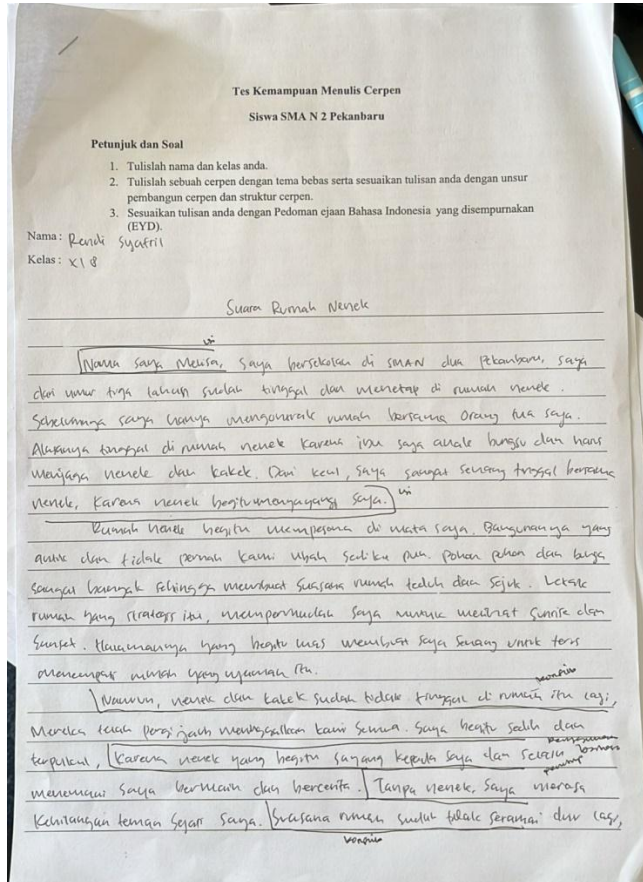 Tes Kemampuan Menulis Cerpen
Siswa SMA N 2 Pekanbaru
Petunjuk dan Soal
1. Tulislah nama dan kelas anda.
2. Tulislah sebuah cerpen dengan tema bebas serta sesuaikan tulisan anda dengan unsur
pembangun cerpen dan struktur cerpen.
3. Sesuaikan tulisan anda dengan Pedoman ejaan Bahasa Indonesia yang disempurnakan
(EYD).
Nama : Rendi Syafril
Kelas : XI 8
Suara Rumah Nenek
Nama saya Melisa, saya bersekolah di SMAN dua Pekanbaru, saya
dari umur tiga tahun sudah tinggal dan menetap di rumah nenek.
Sebelumnya saya hanya mengontrak rumah bersama orang tua saya.
Alasannya tinggal di rumah nenek karena ibu saya anak bungsu dan harus
menjaga nenek dan kakek. Dari kecil, saya sangat senang tinggal bersama
nenek, karena nenek begitu menyayangi saya.
Rumah nenek begitu mempesona di mata saya. Bangunannya yang
antik dan tidak pernah kami ubah sedikit pun. Pohon pohon dan bunga
sangat banyak sehingga membuat suasana rumah teduh dan sejuk. Letak
rumah yang strategis itu, mempermudah saya untuk melihat sunrise dan
sunset. Halamannya yang begitu luas membuat saya senang untuk terus
menempati rumah yang nyaman itu.
konflik
Namun, nenek dan kakek sudah tidak tinggal di rumah itu lagi,
Mereka telah pergi jauh meninggalkan kami semua. Saya begitu sedih dan
terpukul, karena nenek yang begitu sayang kepada saya dan selalu
menemani saya bermain dan bercerita. Tanpa nenek, saya merasa
kehilangan teman sejati saya. Suasana rumah sudah tidak seramai dulu lagi,
konflik